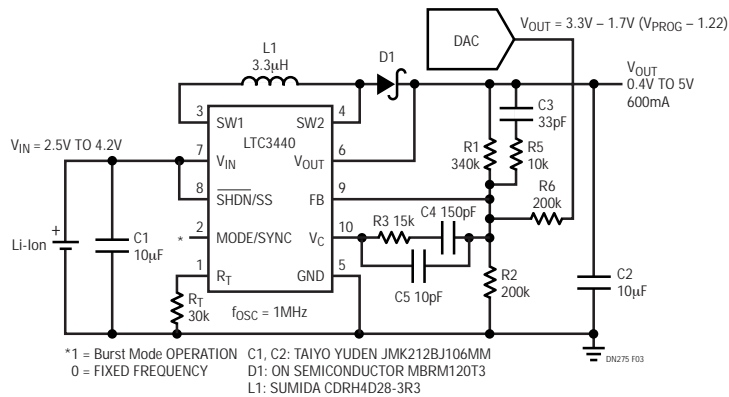 DAC
V_OUT = 3.3V – 1.7V (V_PROG – 1.22)
L1
3.3µH
D1
V_OUT
0.4V TO 5V
600mA
3
SW1
4
SW2
LTC3440
C3
33pF
V_IN = 2.5V TO 4.2V
7
V_IN
6
V_OUT
R1
340k
R5
10k
8
SHDN/SS
9
FB
R6
200k
+
Li-Ion
C1
10µF
*
2
MODE/SYNC
10
V_C
R3 15k
C4 150pF
C5 10pF
1
R_T
5
GND
R2
200k
C2
10µF
R_T
30k
f_OSC = 1MHz
*1 = Burst Mode OPERATION
0 = FIXED FREQUENCY
C1, C2: TAIYO YUDEN JMK212BJ106MM
D1: ON SEMICONDUCTOR MBRM120T3
L1: SUMIDA CDRH4D28-3R3
DN275 F03